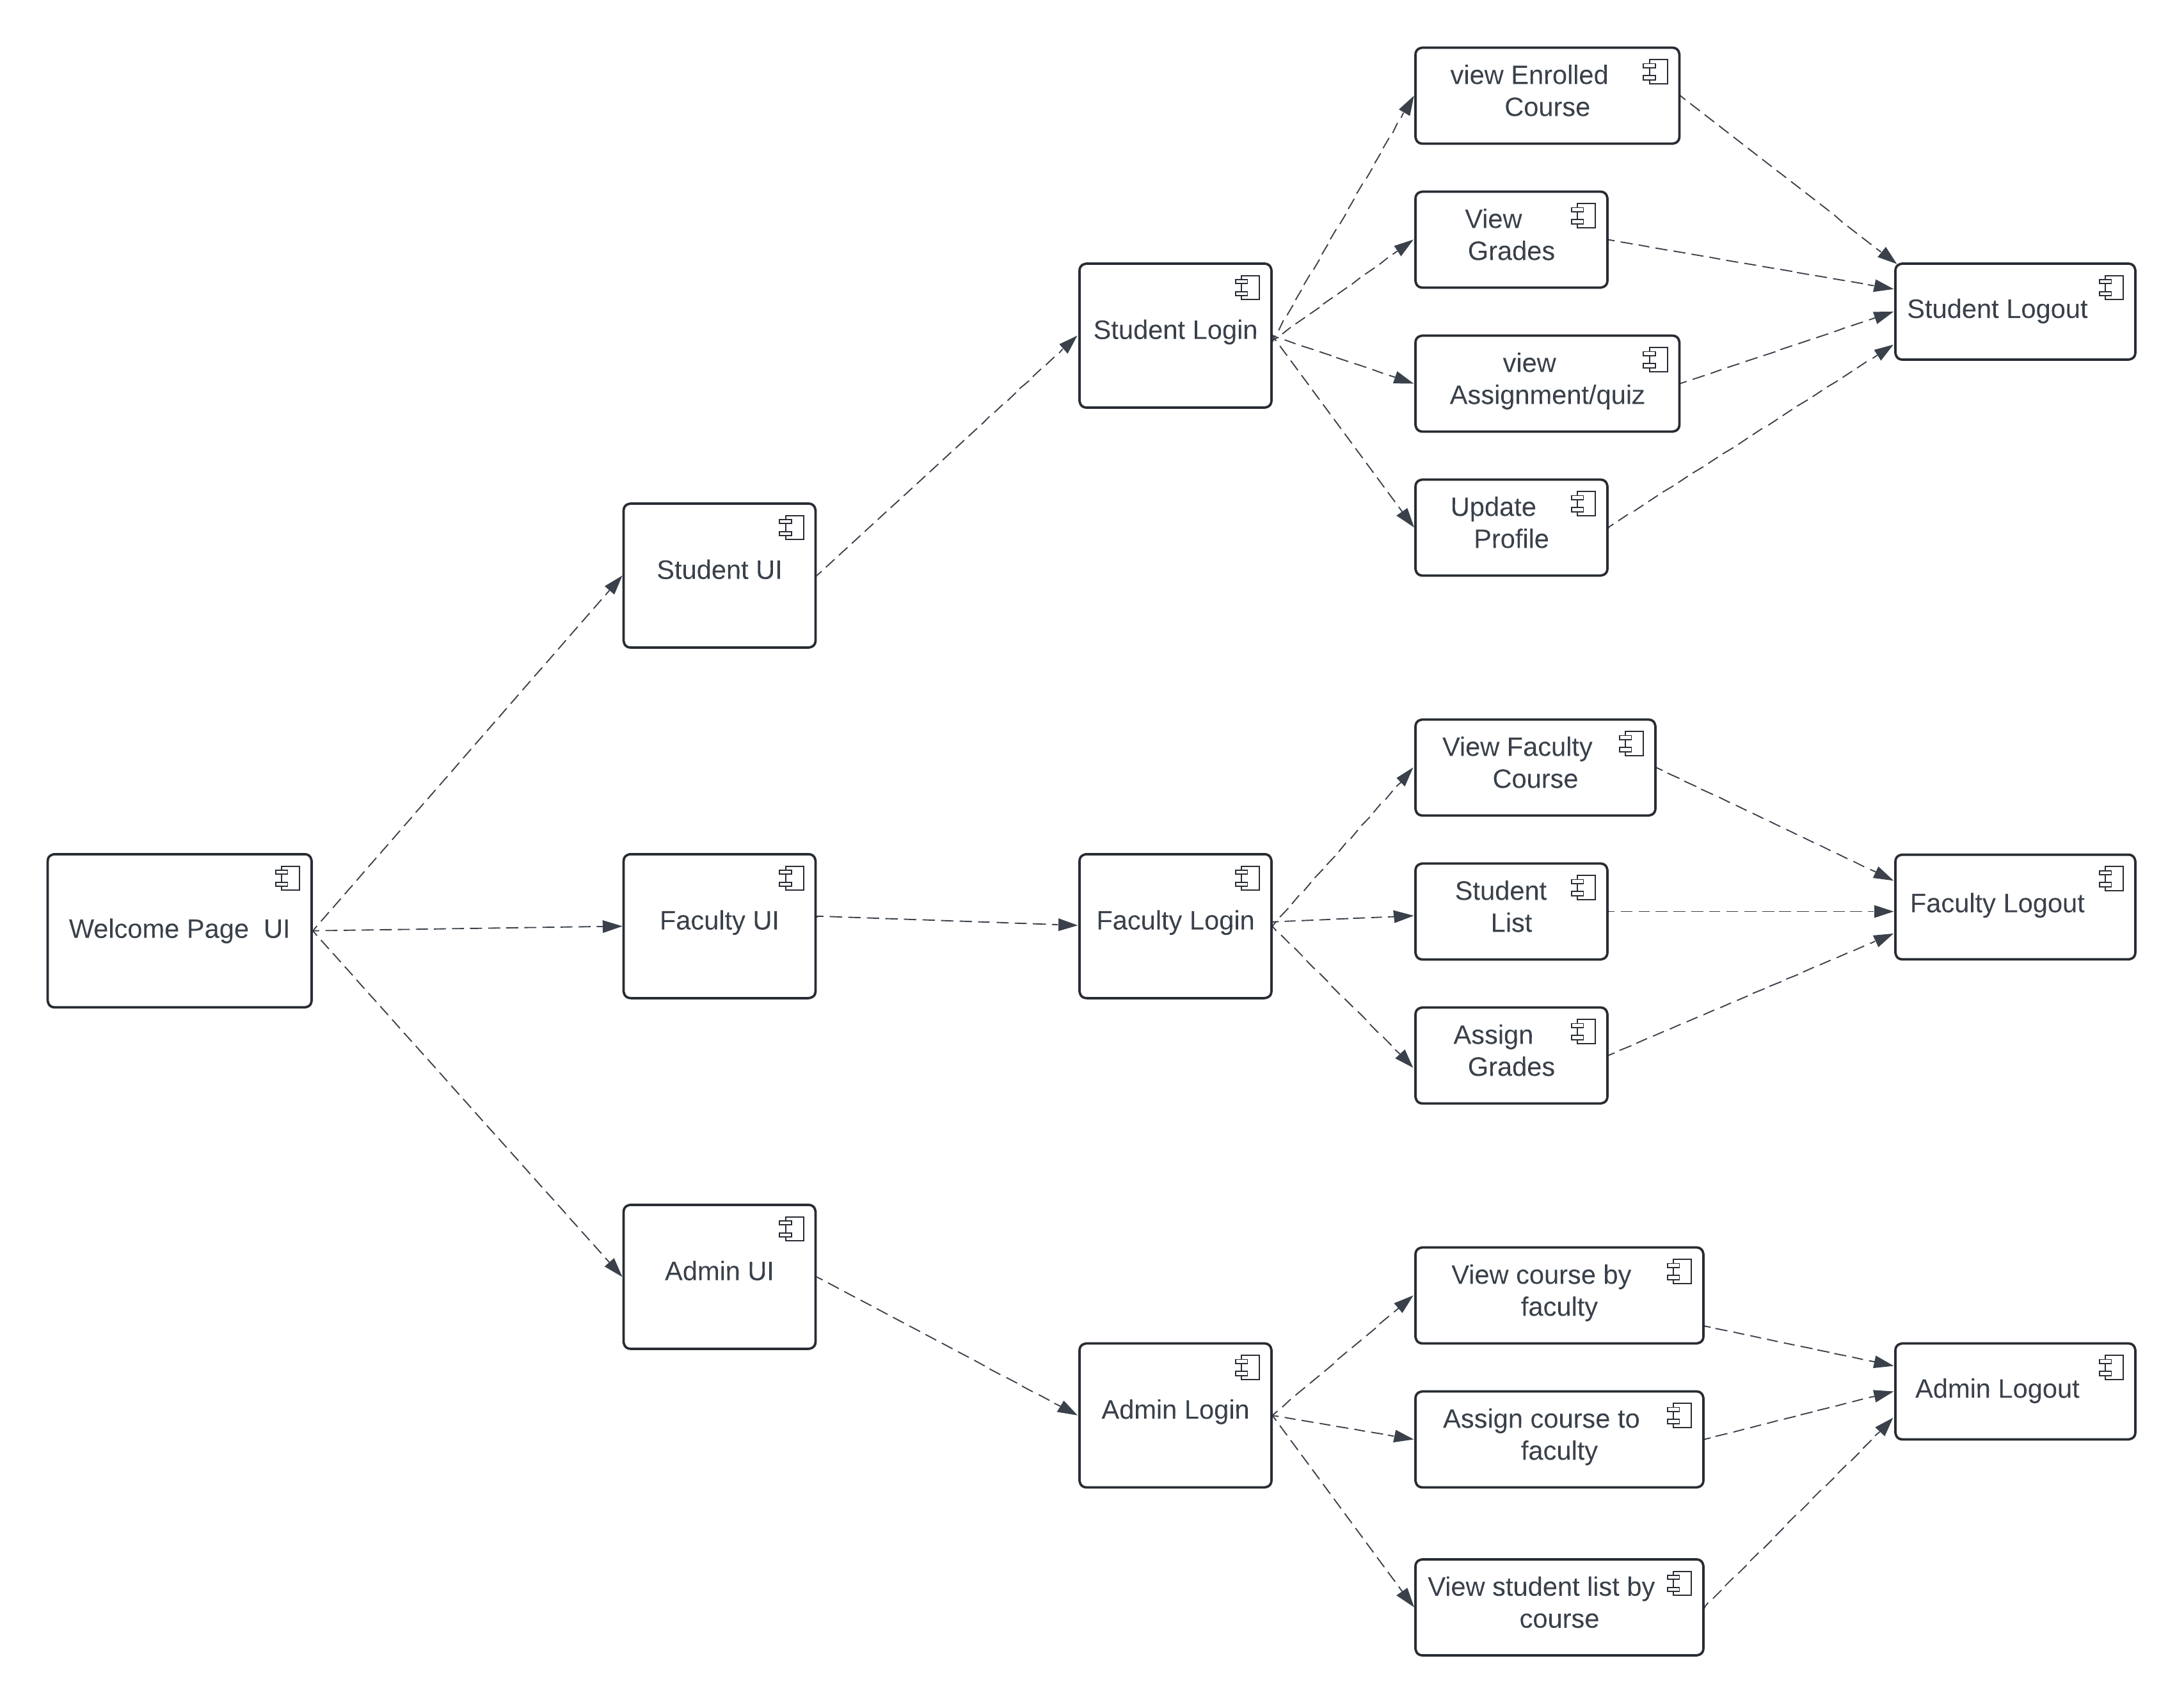 view Enrolled
Course
View
Grades
Student Login
Student Logout
view
Assignment/quiz
Update
Profile
Student UI
View Faculty
Course
Welcome Page  UI
Faculty UI
Faculty Login
Student
List
Faculty Logout
Assign
Grades
Admin UI
View course by
faculty
Admin Login
Assign course to
faculty
Admin Logout
View student list by
course